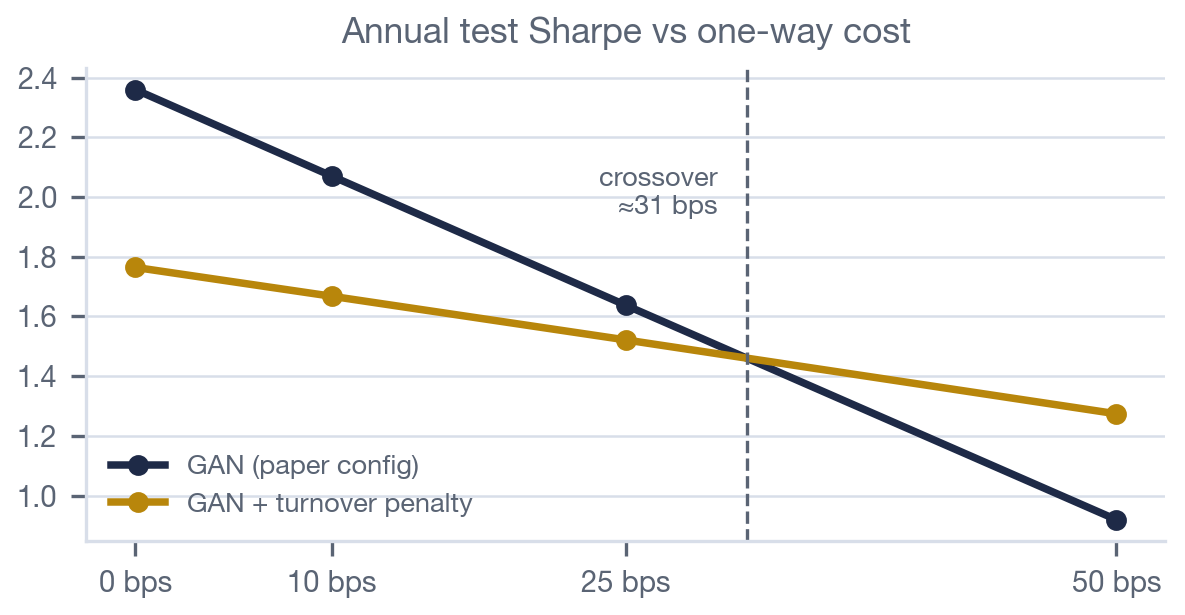 Annual test Sharpe vs one-way cost
2.4
2.2
2.0
1.8
1.6
1.4
1.2
1.0
crossover
≈31 bps
GAN (paper config)
GAN + turnover penalty
0 bps
10 bps
25 bps
50 bps